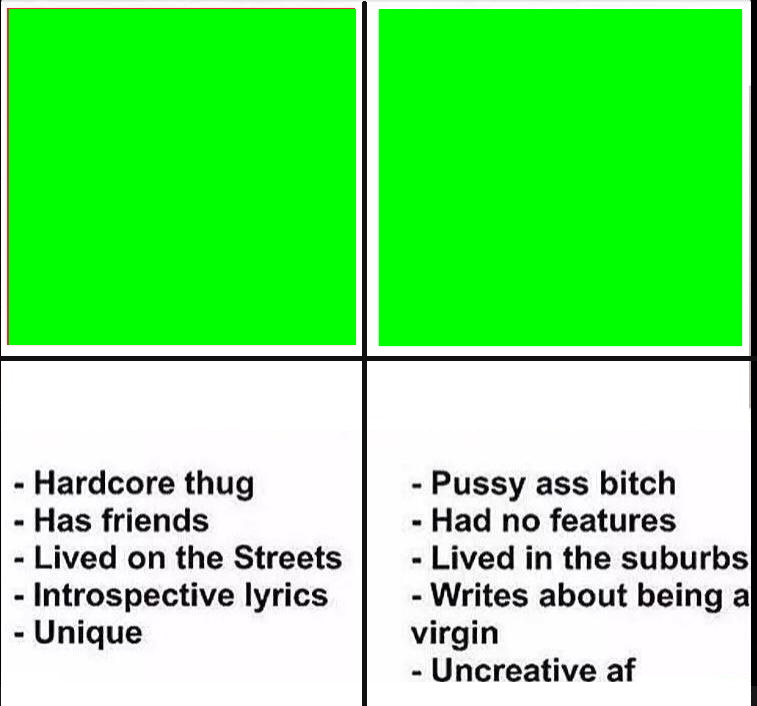 - Hardcore thug
- Has friends
- Lived on the Streets
- Introspective lyrics
- Unique
- Pussy ass bitch
- Had no features
- Lived in the suburbs
- Writes about being a
virgin
- Uncreative af